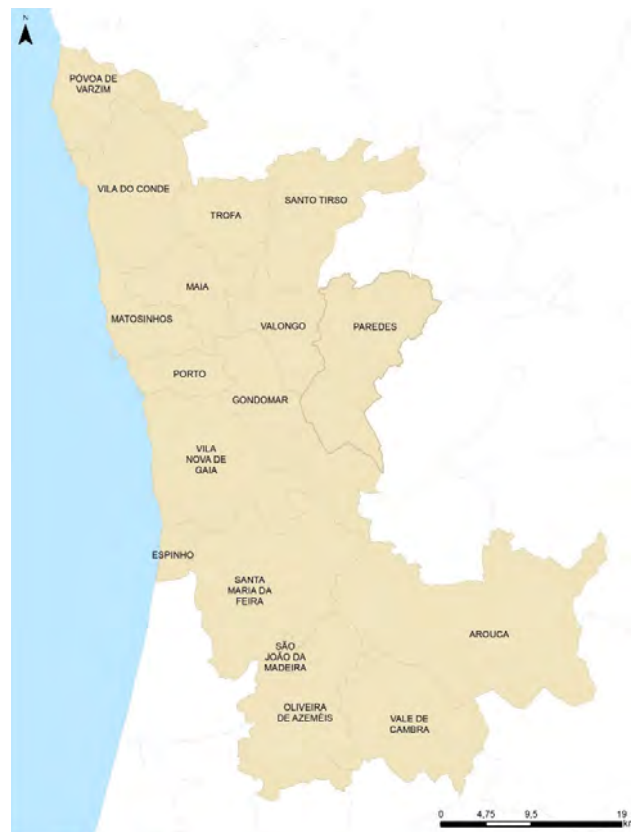 N
PÓVOA DE
VARZIM
VILA DO CONDE
SANTO TIRSO
TROFA
MAIA
MATOSINHOS
VALONGO
PAREDES
PORTO
GONDOMAR
VILA
NOVA DE
GAIA
ESPINHO
SANTA
MARIA DA
FEIRA
AROUCA
SÃO
JOÃO DA
MADEIRA
OLIVEIRA
DE AZEMÉIS
VALE DE
CAMBRA
0 4,75 9,5 19